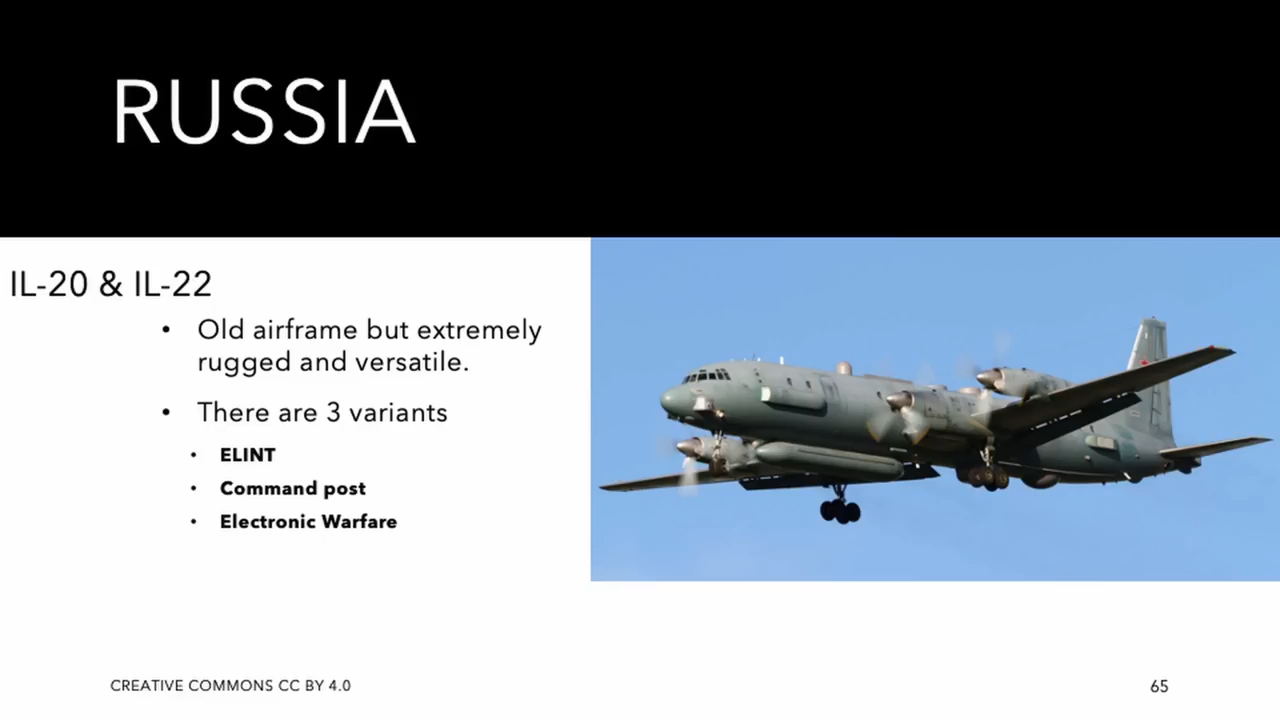 RUSSIA
IL-20 & IL-22
• Old airframe but extremely
rugged and versatile.
• There are 3 variants
• ELINT
• Command post
• Electronic Warfare
CREATIVE COMMONS CC BY 4.0
65